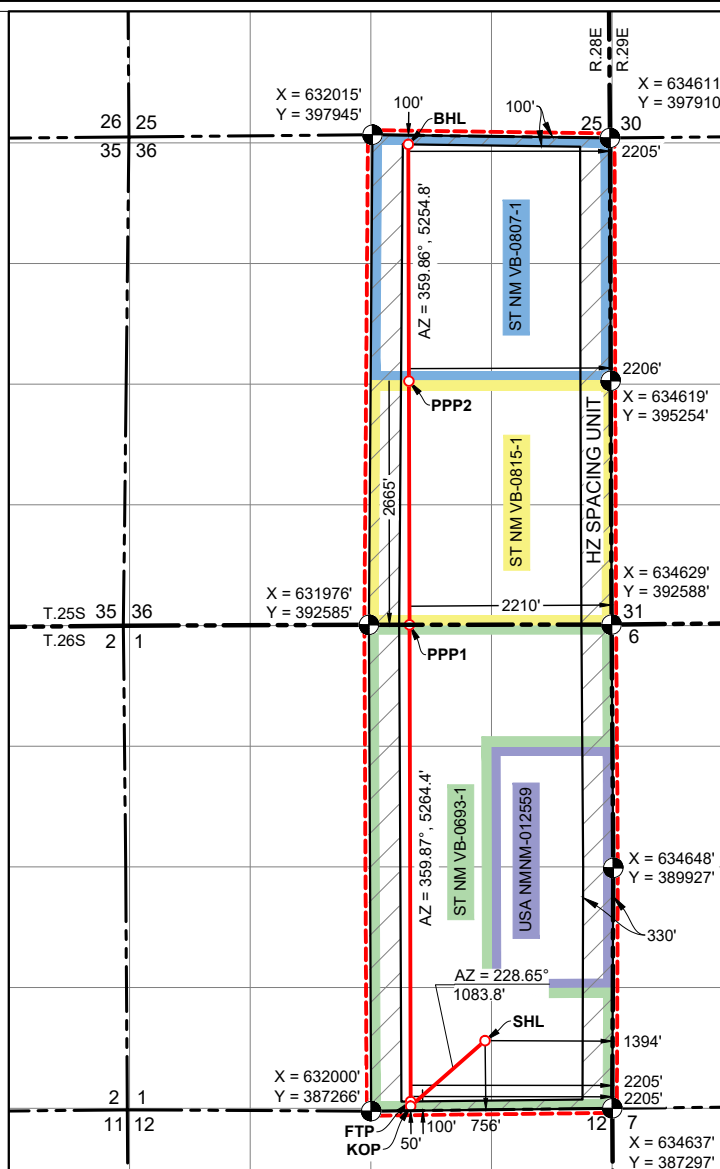 R.28E
R.29E
X = 632015'
Y = 397945'
X = 634611'
Y = 397910'
100'
BHL
100'
26 25
25 30
35 36
2205'
AZ = 359.86°, 5254.8'
ST NM VB-0807-1
2206'
PPP2
X = 634619'
Y = 395254'
2665'
ST NM VB-0815-1
HZ SPACING UNIT
X = 631976'
Y = 392585'
X = 634629'
Y = 392588'
2210'
T.25S 35 36
31
T.26S 2 1
6
PPP1
AZ = 359.87°, 5264.4'
ST NM VB-0693-1
USA NMNM-012559
X = 634648'
Y = 389927'
330'
AZ = 228.65°
1083.8'
SHL
1394'
X = 632000'
Y = 387266'
2205'
2 1
2205'
11 12
FTP
100'
756'
12 7
KOP
50'
X = 634637'
Y = 387297'